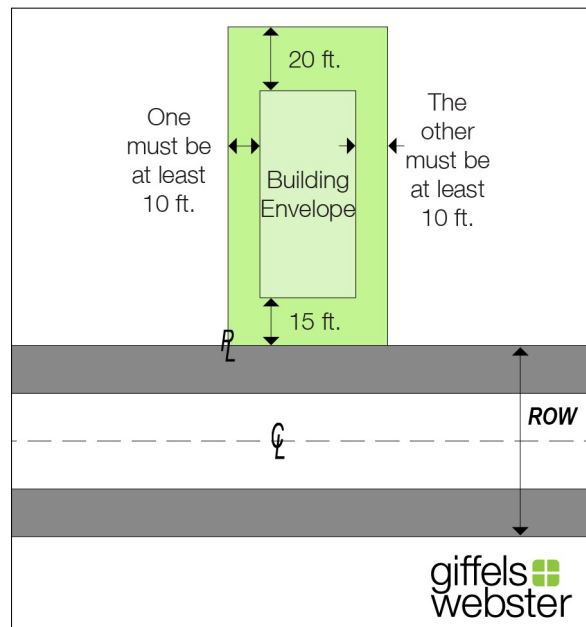 20 ft.
One
must be
at least
10 ft.
The
other
must be
at least
10 ft.
Building
Envelope
15 ft.
PL
ROW
CL
giffels
webster